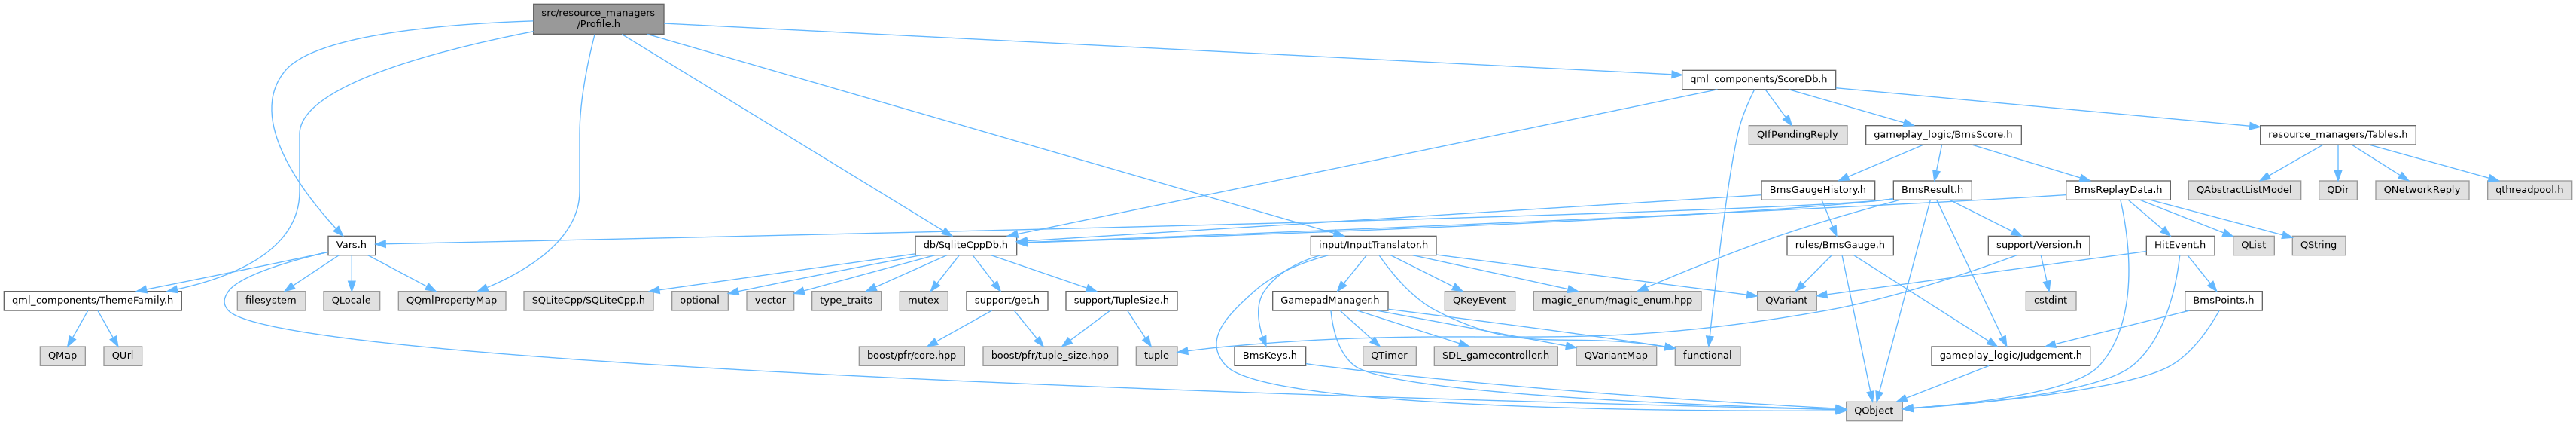 src/resource_managers
/Profile.h
qml_components/ScoreDb.h
QIfPendingReply
gameplay_logic/BmsScore.h
resource_managers/Tables.h
BmsGaugeHistory.h
BmsResult.h
BmsReplayData.h
QAbstractListModel
QDir
QNetworkReply
qthreadpool.h
Vars.h
db/SqliteCppDb.h
input/InputTranslator.h
rules/BmsGauge.h
support/Version.h
HitEvent.h
QList
QString
qml_components/ThemeFamily.h
filesystem
QLocale
QQmlPropertyMap
SQLiteCpp/SQLiteCpp.h
optional
vector
type_traits
mutex
support/get.h
support/TupleSize.h
GamepadManager.h
QKeyEvent
magic_enum/magic_enum.hpp
QVariant
cstdint
BmsPoints.h
QMap
QUrl
boost/pfr/core.hpp
boost/pfr/tuple_size.hpp
tuple
BmsKeys.h
QTimer
SDL_gamecontroller.h
QVariantMap
functional
gameplay_logic/Judgement.h
QObject